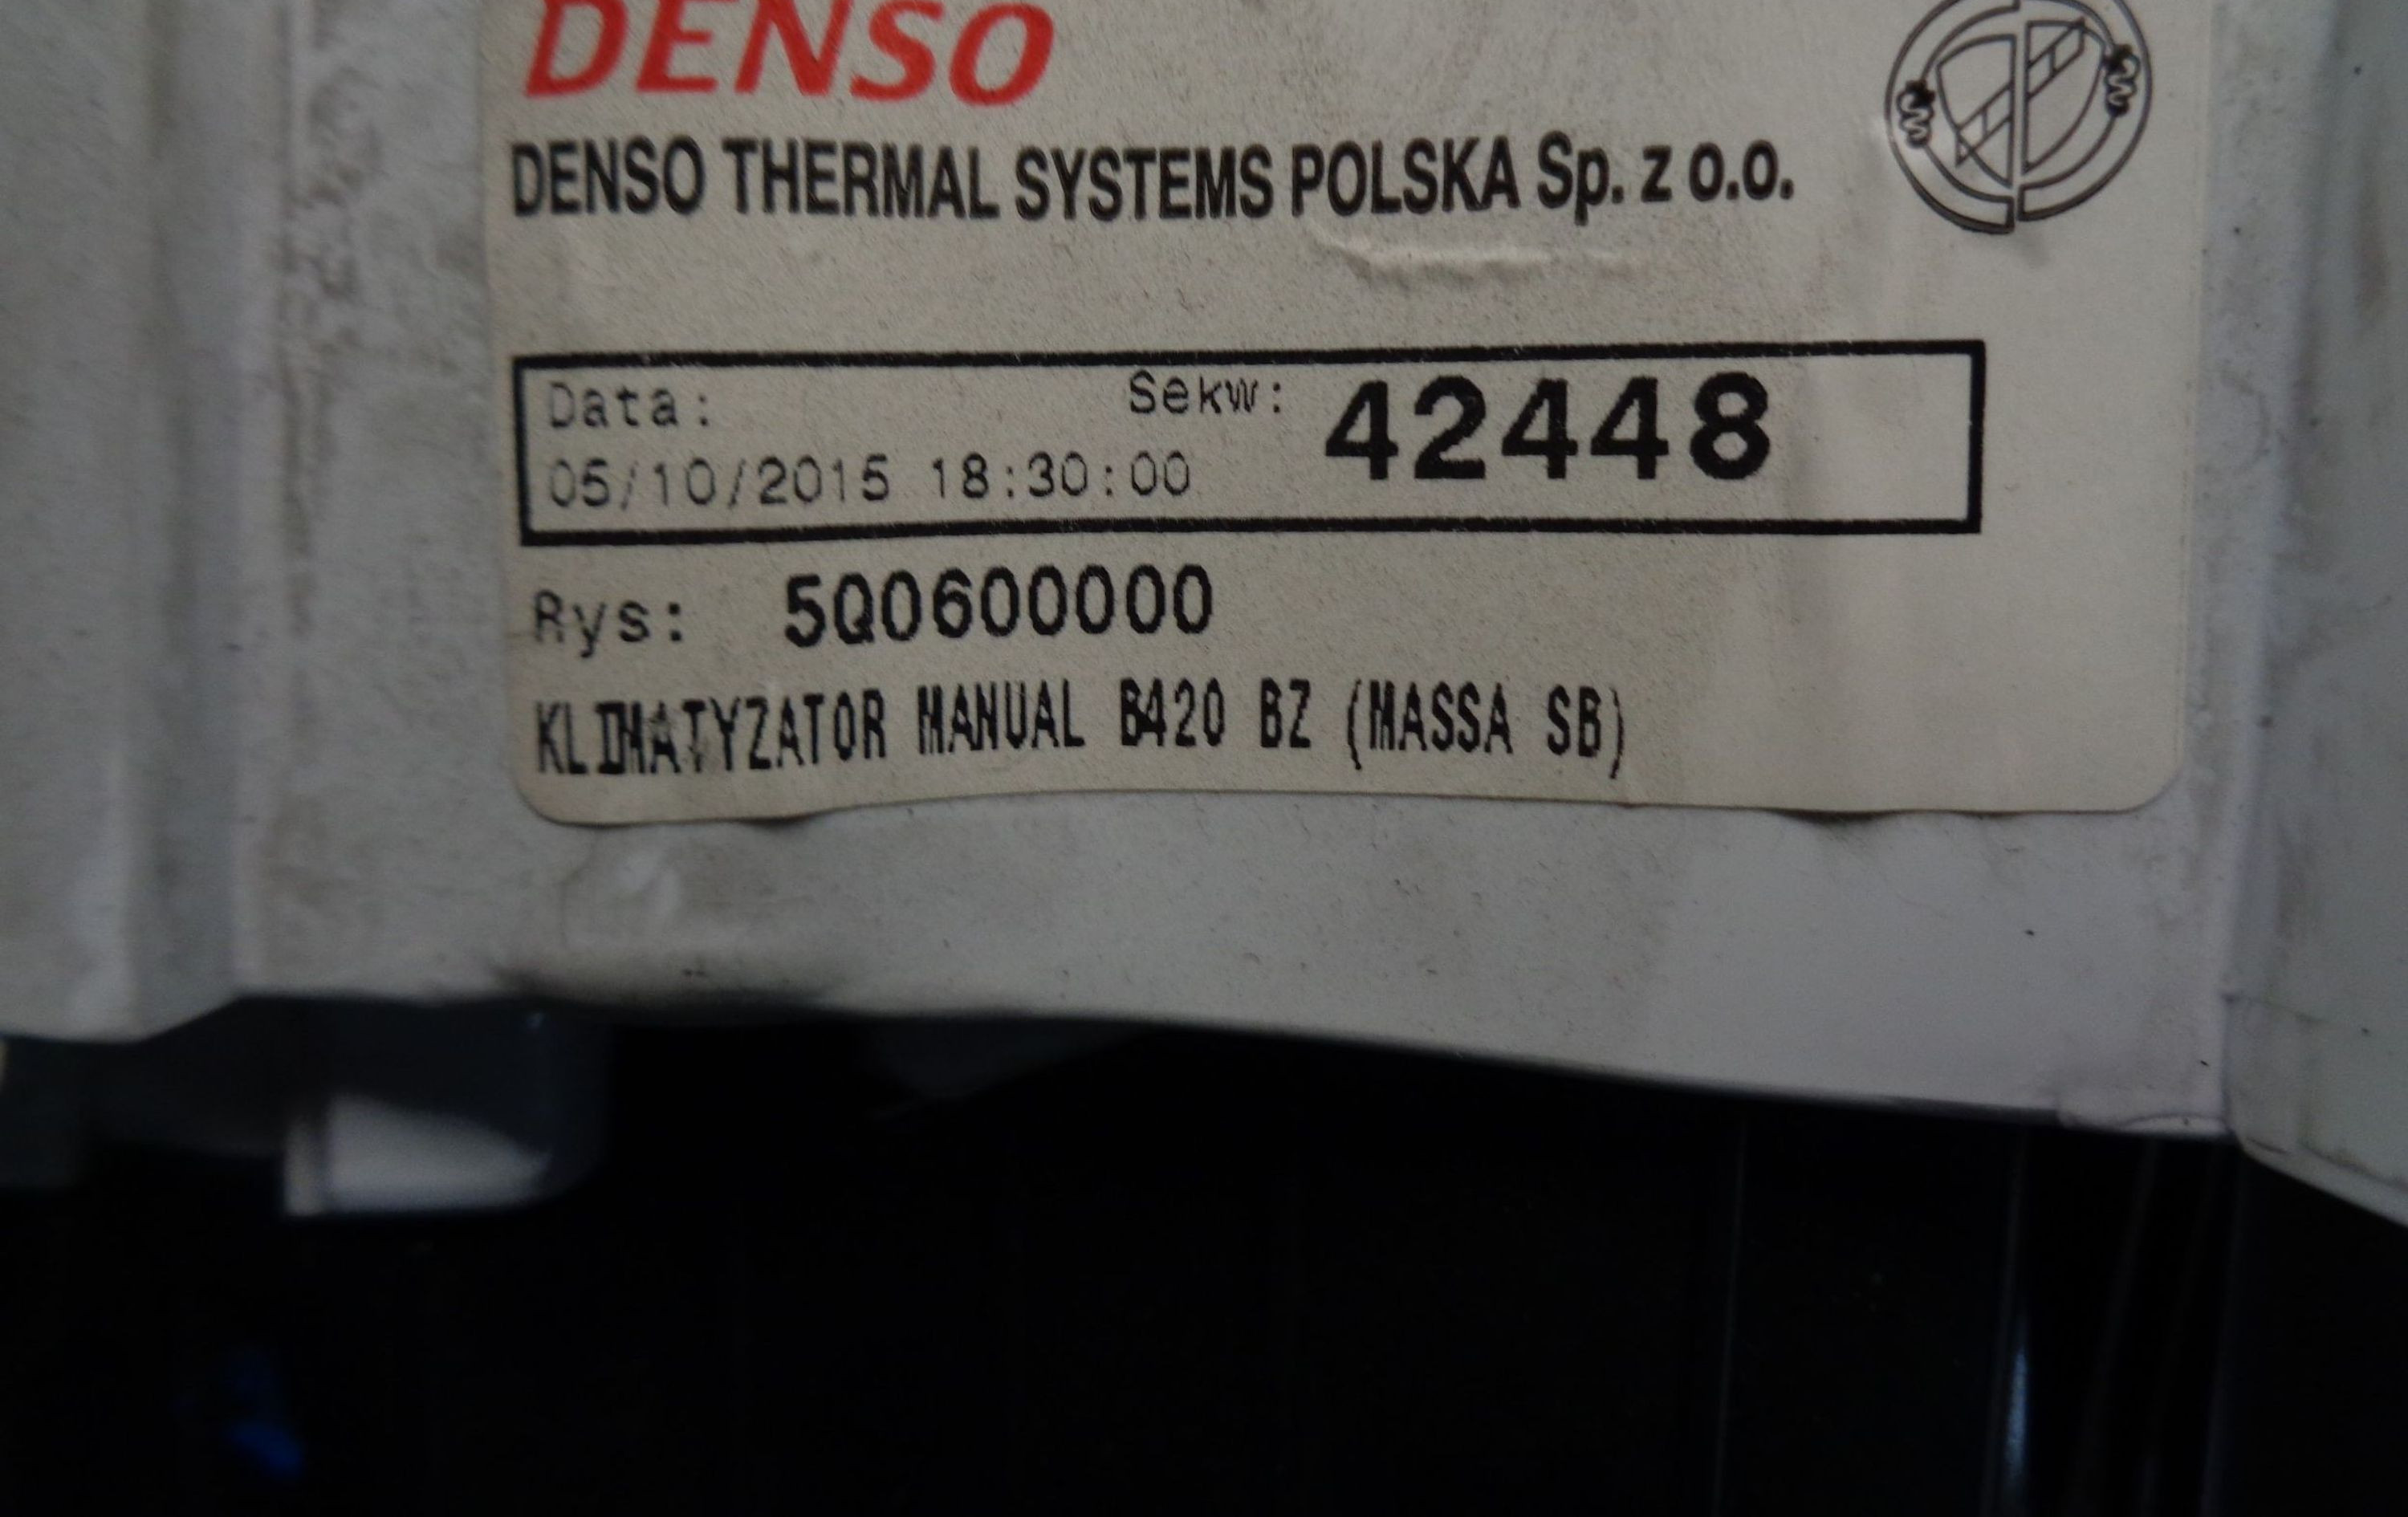 DENSO
DENSO THERMAL SYSTEMS POLSKA Sp. z o.o.
Data: Sekw: 42448
05/10/2015 18:30:00
Rys: 5Q0600000
KLIMATYZATOR MANUAL B420 BZ (MASSA SB)